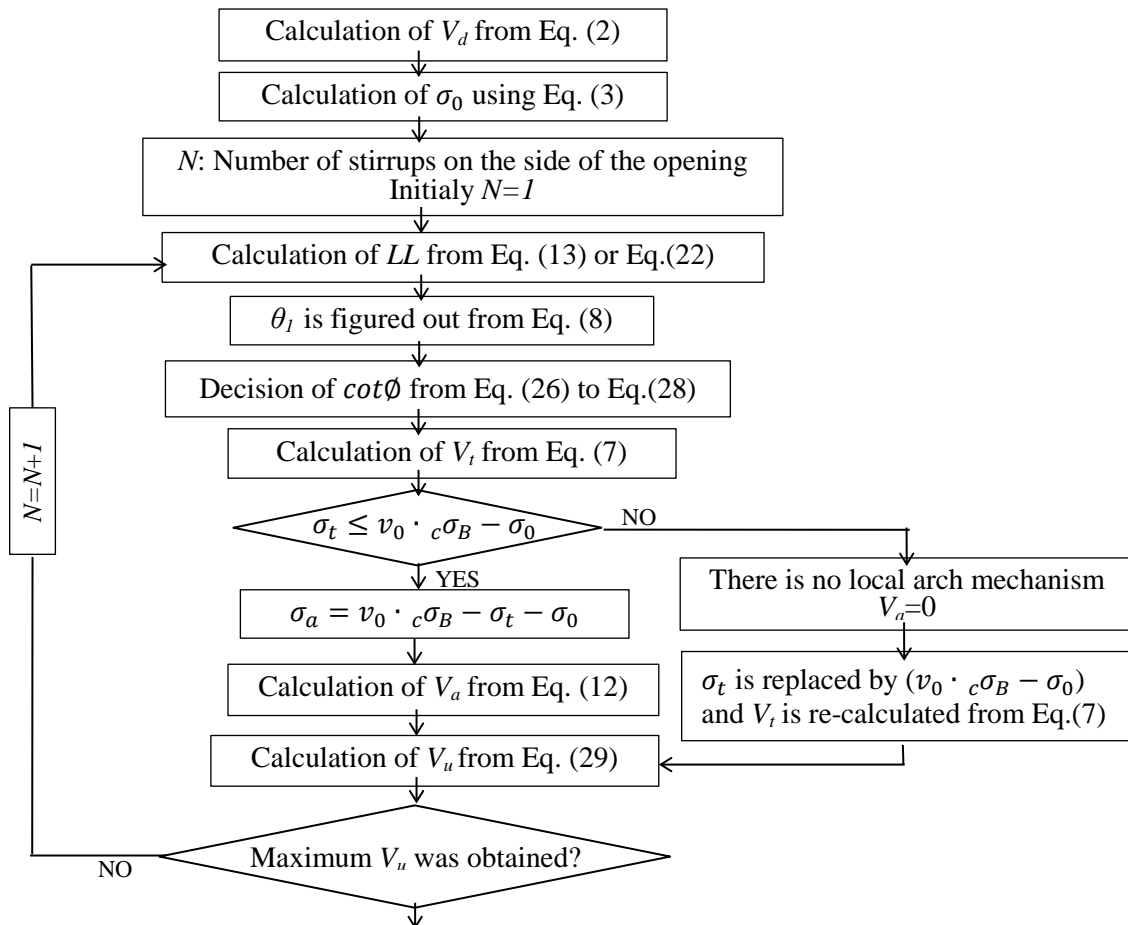 Calculation of V_d from Eq. (2)
Calculation of σ_0 using Eq. (3)
N: Number of stirrups on the side of the opening
Initialy N=1
Calculation of LL from Eq. (13) or Eq.(22)
θ_1 is figured out from Eq. (8)
Decision of cot∅ from Eq. (26) to Eq.(28)
Calculation of V_t from Eq. (7)
σ_t ≤ v_0 · _cσ_B − σ_0
NO
YES
σ_a = v_0 · _cσ_B − σ_t − σ_0
There is no local arch mechanism
V_a=0
Calculation of V_a from Eq. (12)
σ_t is replaced by (v_0 · _cσ_B − σ_0)
and V_t is re-calculated from Eq.(7)
Calculation of V_u from Eq. (29)
Maximum V_u was obtained?
NO
N=N+1